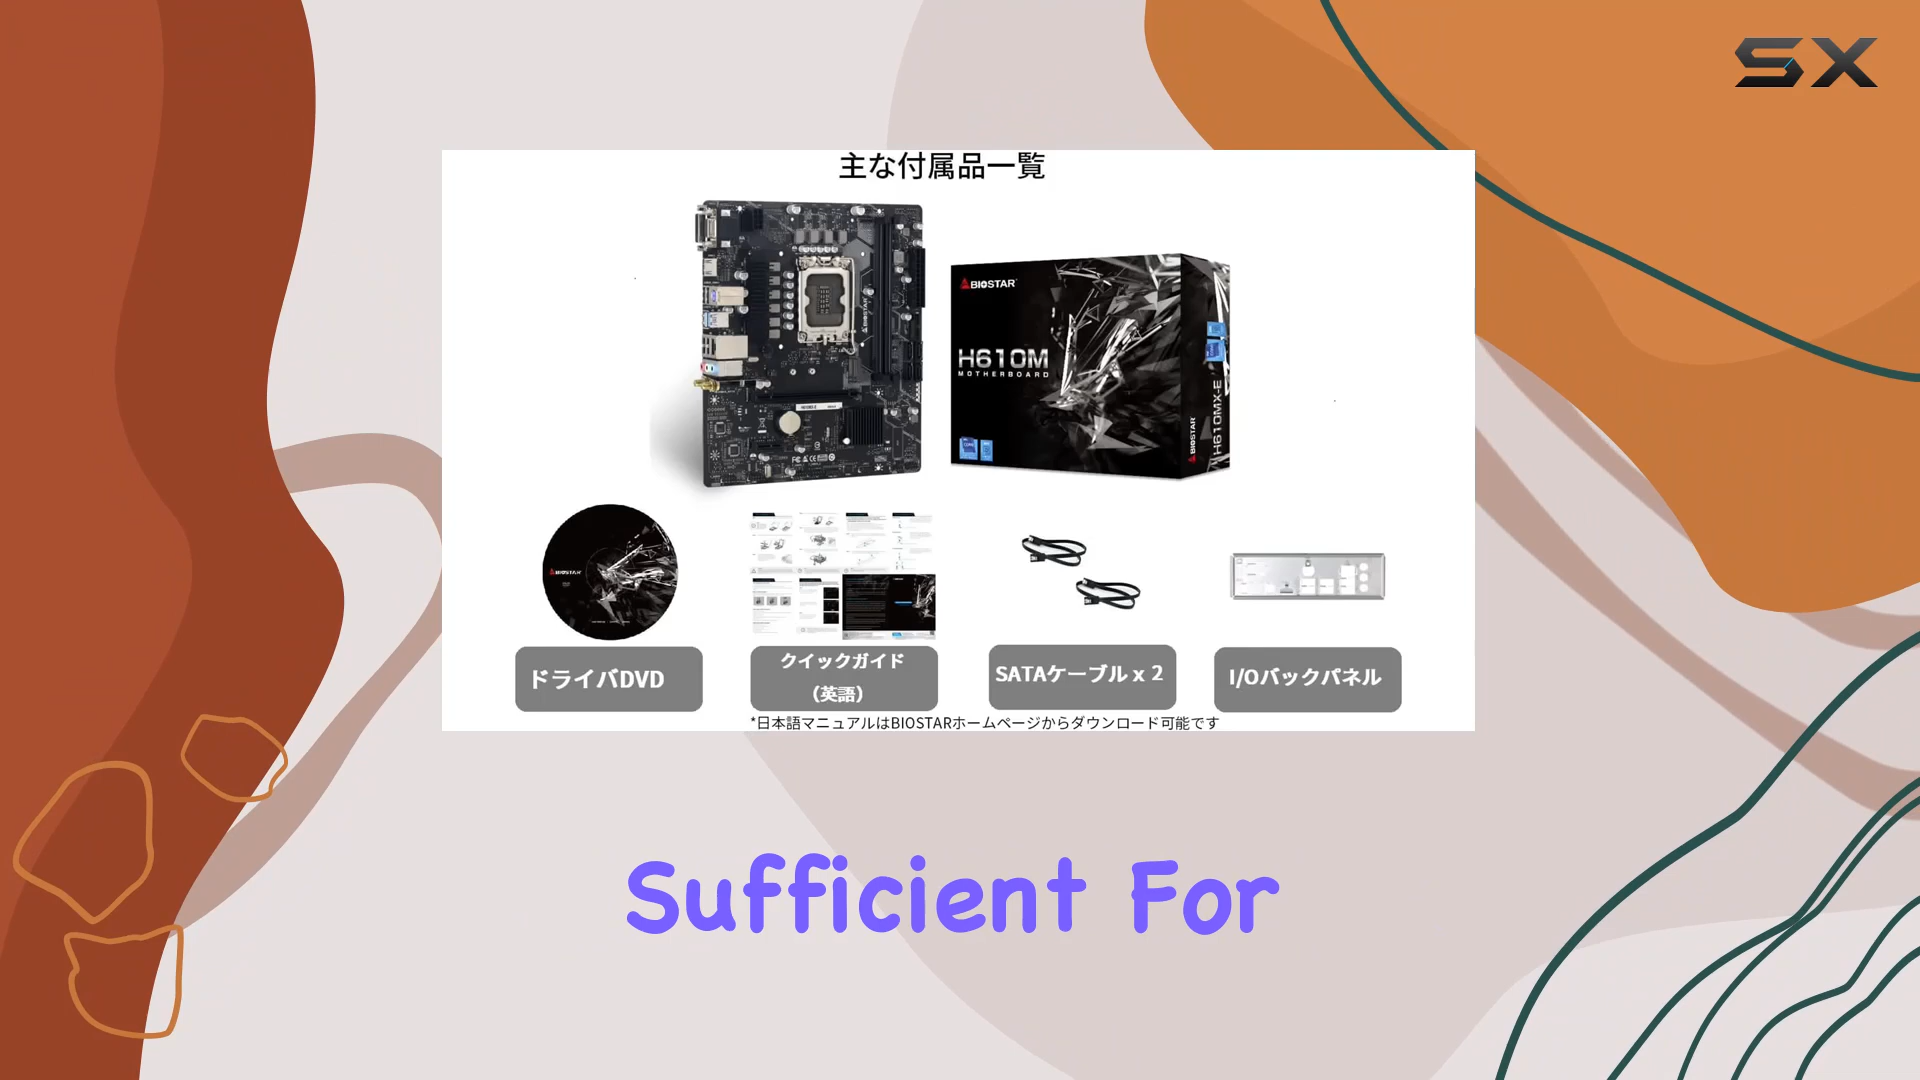 SX
主な付属品一覧
BIOSTAR
BIOSTAR
H610M
MOTHERBOARD
H610MX-E
BIOSTAR
BIOSTAR
ドライバDVD
クイックガイド
（英語）
SATAケーブル x 2
I/Oバックパネル
*日本語マニュアルはBIOSTARホームページからダウンロード可能です
Sufficient For